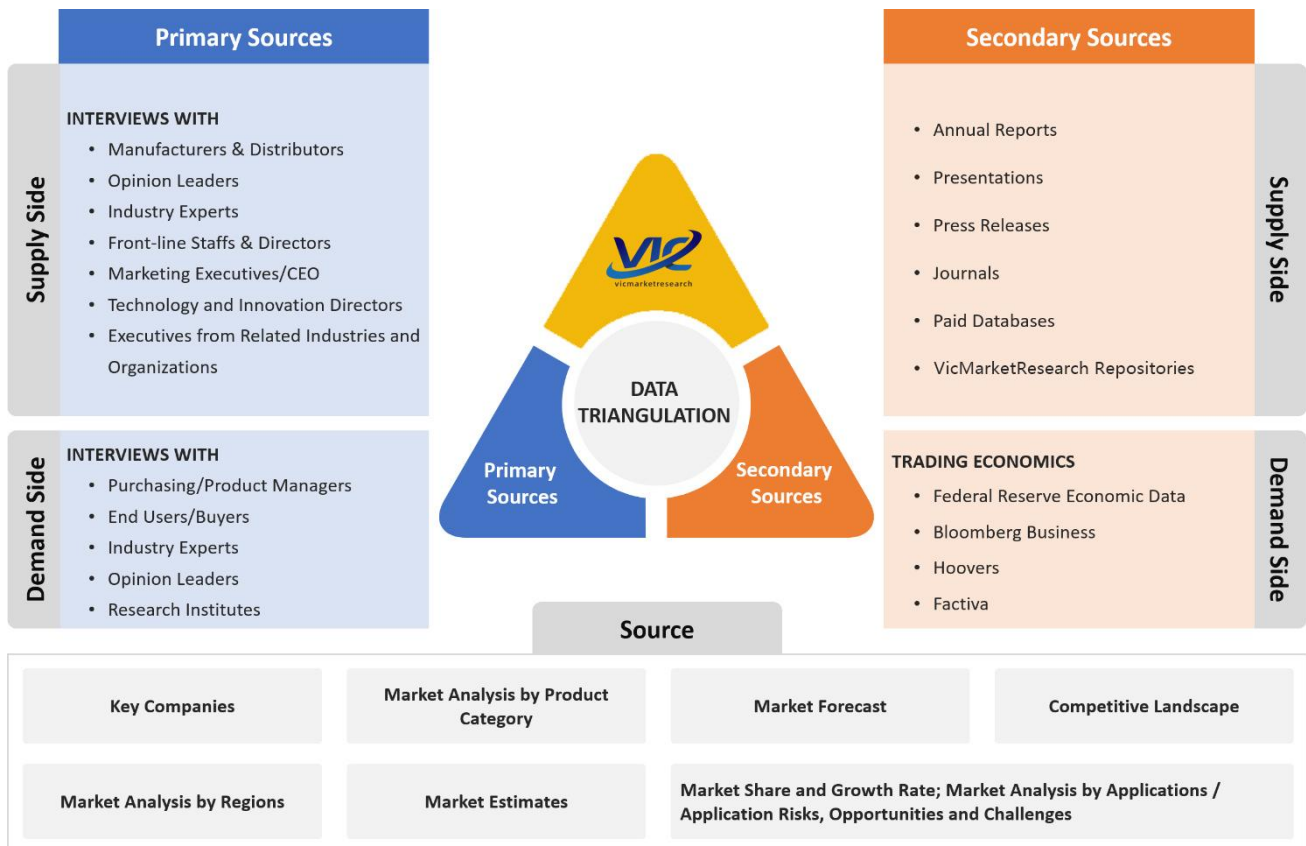 Primary Sources
Supply Side
INTERVIEWS WITH
• Manufacturers & Distributors
• Opinion Leaders
• Industry Experts
• Front-line Staffs & Directors
• Marketing Executives/CEO
• Technology and Innovation Directors
• Executives from Related Industries and
Organizations
Demand Side
INTERVIEWS WITH
• Purchasing/Product Managers
• End Users/Buyers
• Industry Experts
• Opinion Leaders
• Research Institutes
VIC
vicmarketresearch
DATA
TRIANGULATION
Primary
Sources
Secondary
Sources
Secondary Sources
• Annual Reports
• Presentations
• Press Releases
• Journals
• Paid Databases
• VicMarketResearch Repositories
Supply Side
TRADING ECONOMICS
• Federal Reserve Economic Data
• Bloomberg Business
• Hoovers
• Factiva
Demand Side
Source
Key Companies
Market Analysis by Product
Category
Market Forecast
Competitive Landscape
Market Analysis by Regions
Market Estimates
Market Share and Growth Rate; Market Analysis by Applications /
Application Risks, Opportunities and Challenges